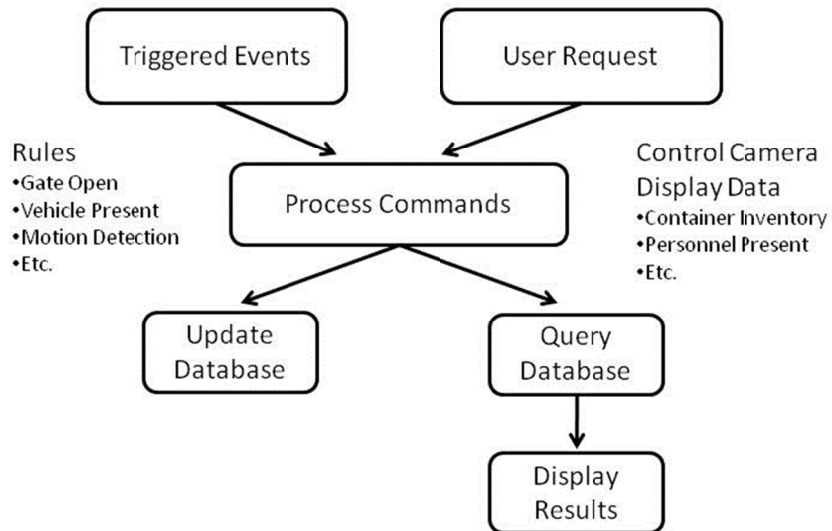 Triggered Events
User Request
Rules
•Gate Open
•Vehicle Present
•Motion Detection
•Etc.
Process Commands
Control Camera
Display Data
•Container Inventory
•Personnel Present
•Etc.
Update
Database
Query
Database
Display
Results